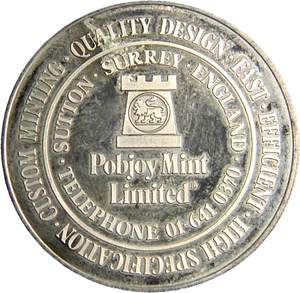 QUALITY DESIGN · FAST · EFFICIENT · HIGH SPECIFICATION · CUSTOM MINTING ·
· SUTTON · SURREY · ENGLAND ·
Pobjoy Mint
Limited
TELEPHONE 01-641 0370